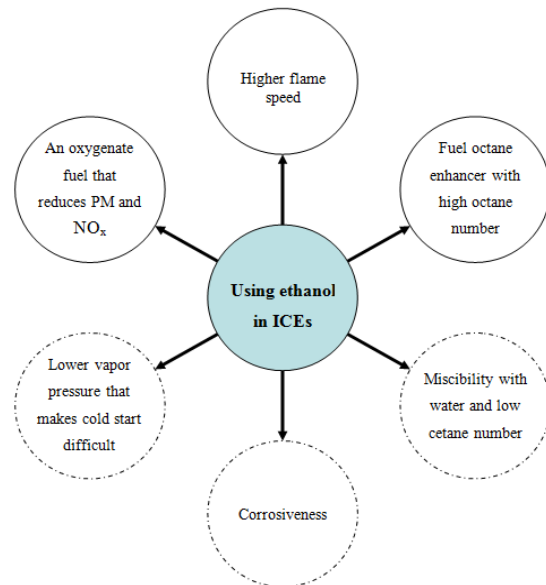 Higher flame
speed
An oxygenate
fuel that
reduces PM and
NOₓ
Fuel octane
enhancer with
high octane
number
Using ethanol
in ICEs
Lower vapor
pressure that
makes cold start
difficult
Miscibility with
water and low
cetane number
Corrosiveness